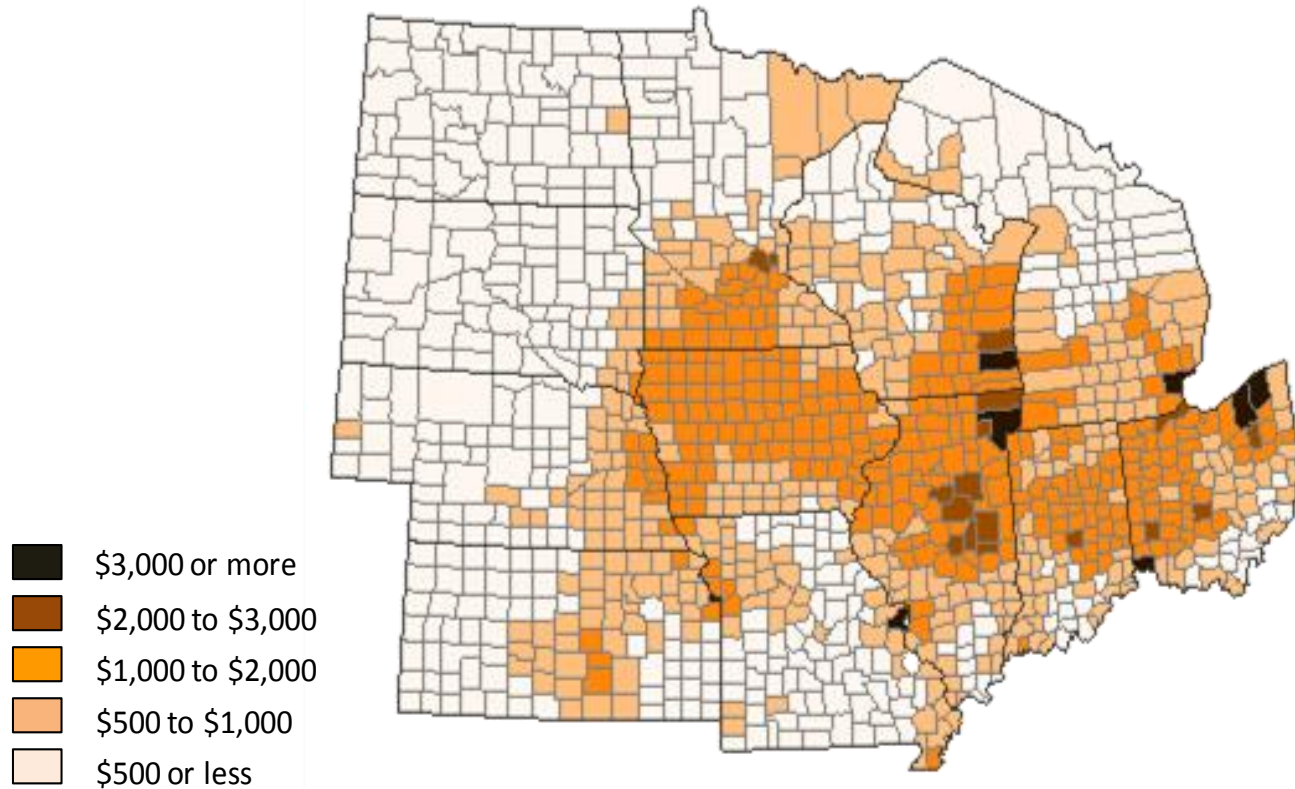 $3,000 or more
$2,000 to $3,000
$1,000 to $2,000
$500 to $1,000
$500 or less